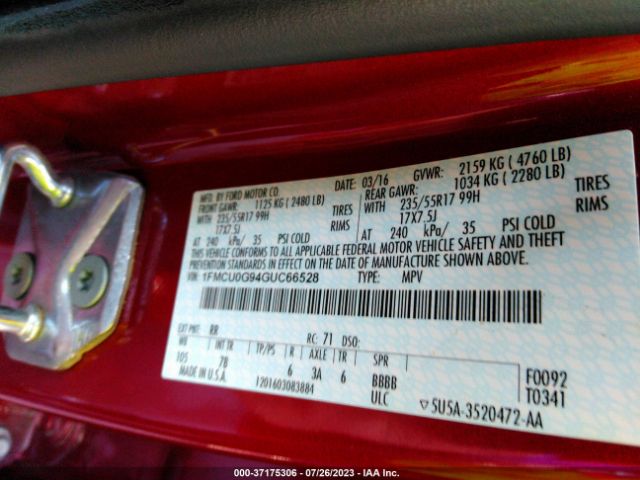 MFD. BY FORD MOTOR CO.
DATE: 03/16 GVWR: 2159 KG ( 4760 LB)
FRONT GAWR: 1125 KG ( 2480 LB) REAR GAWR: 1034 KG ( 2280 LB)
WITH 235/55R17 99H TIRES WITH 235/55R17 99H TIRES
17X7.5J RIMS 17X7.5J RIMS
AT 240 kPa/ 35 PSI COLD AT 240 kPa/ 35 PSI COLD
THIS VEHICLE CONFORMS TO ALL APPLICABLE FEDERAL MOTOR VEHICLE SAFETY AND THEFT
PREVENTION STANDARDS IN EFFECT ON THE DATE OF MANUFACTURE SHOWN ABOVE.
VIN: 1FMCU0G94GUC66528 TYPE: MPV
EXT PNT: RR RC: 71 DSO:
WB INT TR TP/PS R AXLE TR SPR
105 7B 6 3A 6 BBBB F0092
MADE IN U.S.A. 1201603083884 ULC T0341
▽5U5A-3520472-AA
000-37175306 - 07/26/2023 - IAA Inc.